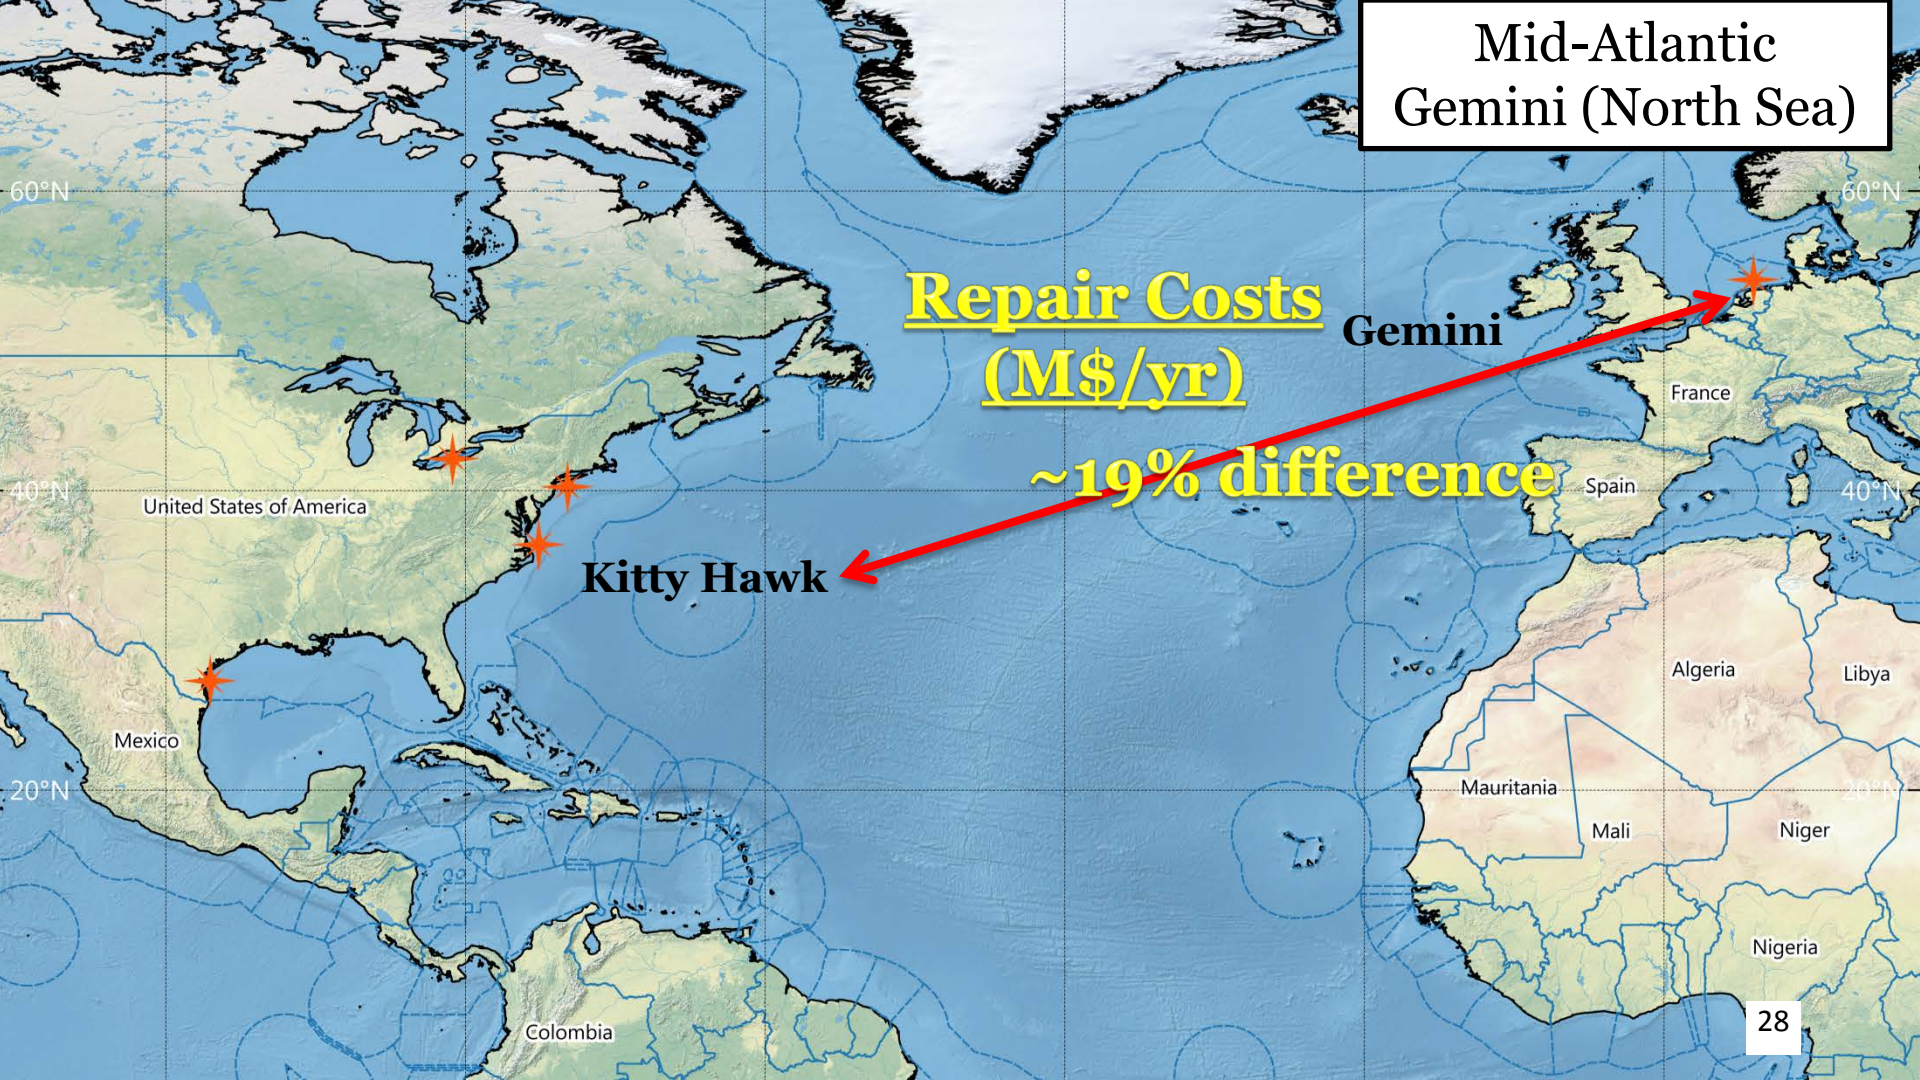 Mid-Atlantic
Gemini (North Sea)
60°N
60°N
Repair Costs
(M$/yr)
Gemini
France
~19% difference
Spain
40°N
40°N
United States of America
Kitty Hawk
Algeria
Libya
Mexico
Mauritania
20°N
20°N
Mali
Niger
Nigeria
28
Colombia